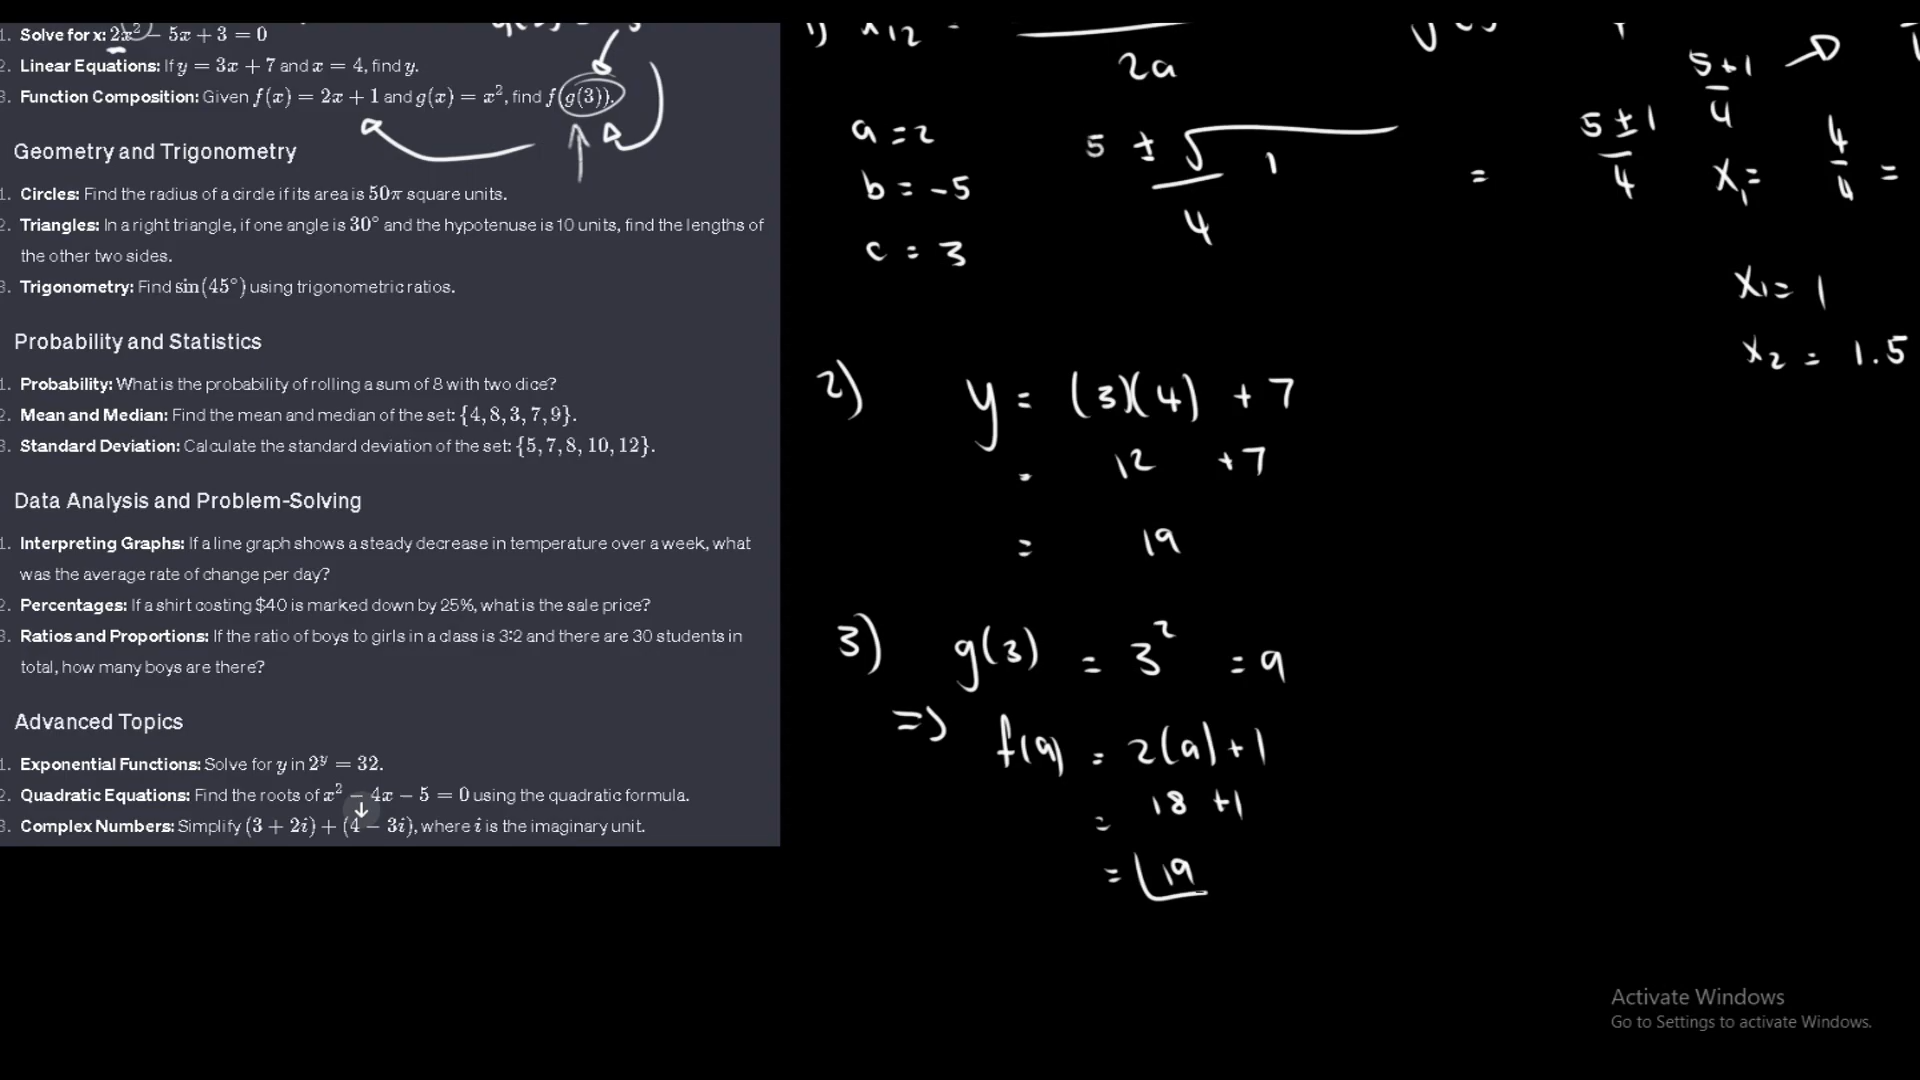 1. Solve for x: 2x² − 5x + 3 = 0
2. Linear Equations: If y = 3x + 7 and x = 4, find y.
3. Function Composition: Given f(x) = 2x + 1 and g(x) = x², find f(g(3)).
Geometry and Trigonometry
1. Circles: Find the radius of a circle if its area is 50π square units.
2. Triangles: In a right triangle, if one angle is 30° and the hypotenuse is 10 units, find the lengths of
the other two sides.
3. Trigonometry: Find sin(45°) using trigonometric ratios.
Probability and Statistics
1. Probability: What is the probability of rolling a sum of 8 with two dice?
2. Mean and Median: Find the mean and median of the set: {4, 8, 3, 7, 9}.
3. Standard Deviation: Calculate the standard deviation of the set: {5, 7, 8, 10, 12}.
Data Analysis and Problem-Solving
1. Interpreting Graphs: If a line graph shows a steady decrease in temperature over a week, what
was the average rate of change per day?
2. Percentages: If a shirt costing $40 is marked down by 25%, what is the sale price?
3. Ratios and Proportions: If the ratio of boys to girls in a class is 3:2 and there are 30 students in
total, how many boys are there?
Advanced Topics
1. Exponential Functions: Solve for y in 2ʸ = 32.
2. Quadratic Equations: Find the roots of x² − 4x − 5 = 0 using the quadratic formula.
3. Complex Numbers: Simplify (3 + 2i) + (4 − 3i), where i is the imaginary unit.
1) x12 =
2a
a = 2
b = -5
c = 3
5 ± √1
4
=
5 ± 1
4
5+1
4
x₁ = 4/4 =
x₁ = 1
x₂ = 1.5
2) y = (3)(4) + 7
= 12 + 7
= 19
3) g(3) = 3² = 9
=> f(9) = 2(9) + 1
= 18 + 1
= 19
Activate Windows
Go to Settings to activate Windows.